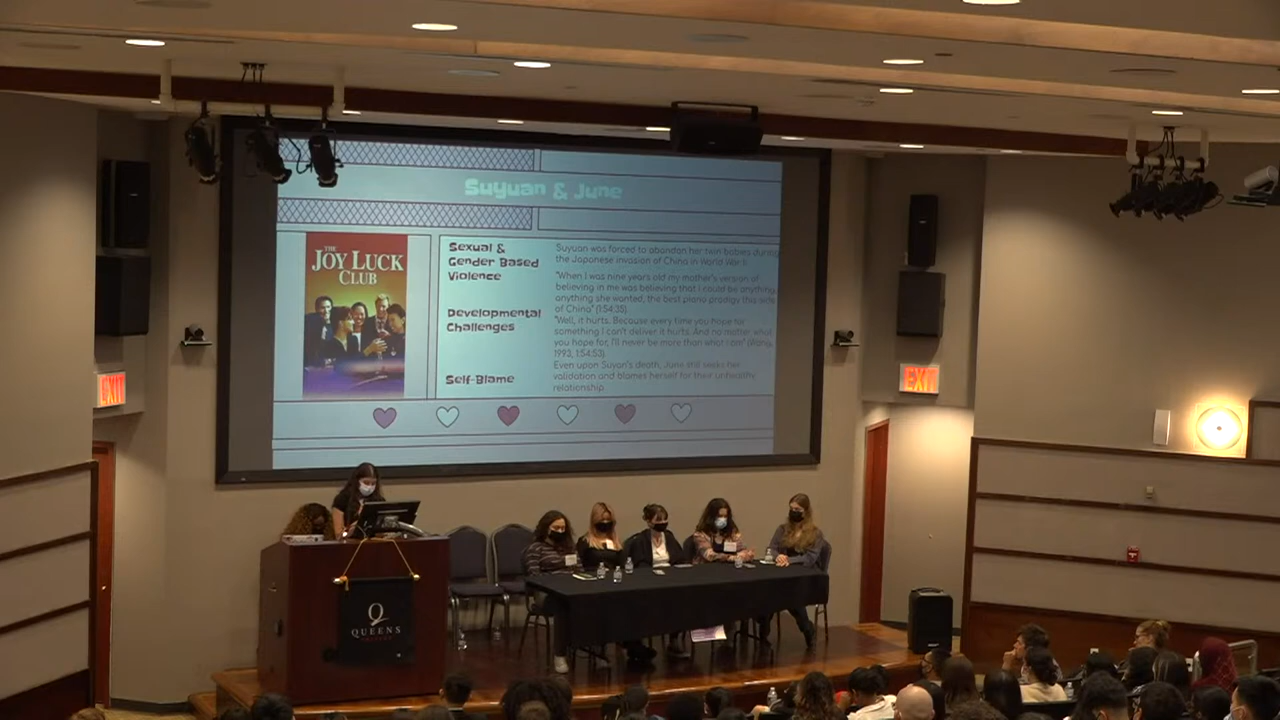 Suyuan & June
THE
JOY LUCK
CLUB
Sexual &
Gender Based
Violence
Suyuan was forced to abandon her twin babies during
the Japanese invasion of China in World War II.
"When I was nine years old my mother's version of
believing in me was believing that I could be anything,
anything she wanted, the best piano prodigy this side
of China" (1:54:35).
Developmental
Challenges
"Well, it hurts. Because every time you hope for
something I can't deliver it hurts. And no matter what
you hope for, I'll never be more than what I am" (Wang,
1993, 1:54:53).
Self-Blame
Even upon Suyan's death, June still seeks her
validation and blames herself for their unhealthy
relationship.
EXIT
EXIT
Q
QUEENS